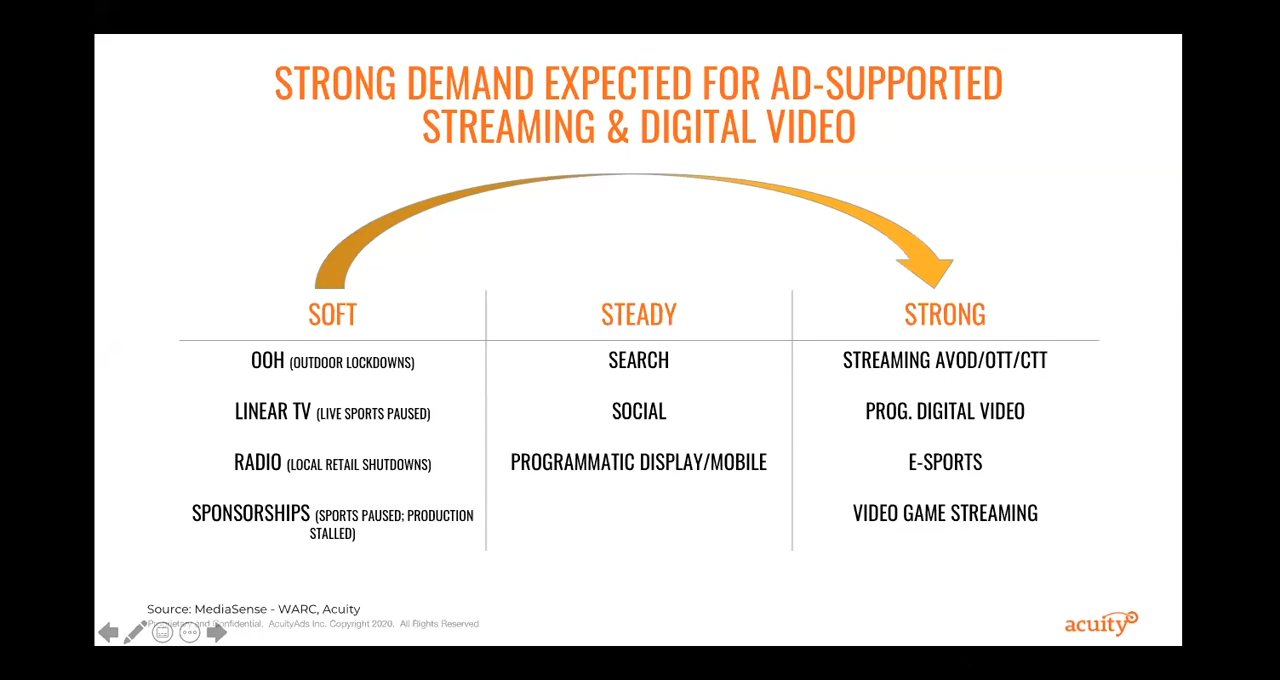 STRONG DEMAND EXPECTED FOR AD-SUPPORTED
STREAMING & DIGITAL VIDEO
SOFT
STEADY
STRONG
OOH (OUTDOOR LOCKDOWNS)
SEARCH
STREAMING AVOD/OTT/CTT
LINEAR TV (LIVE SPORTS PAUSED)
SOCIAL
PROG. DIGITAL VIDEO
RADIO (LOCAL RETAIL SHUTDOWNS)
PROGRAMMATIC DISPLAY/MOBILE
E-SPORTS
SPONSORSHIPS (SPORTS PAUSED; PRODUCTION
STALLED)
VIDEO GAME STREAMING
Source: MediaSense - WARC, Acuity
Proprietary and Confidential. AcuityAds Inc. Copyright 2020. All Rights Reserved
acuity